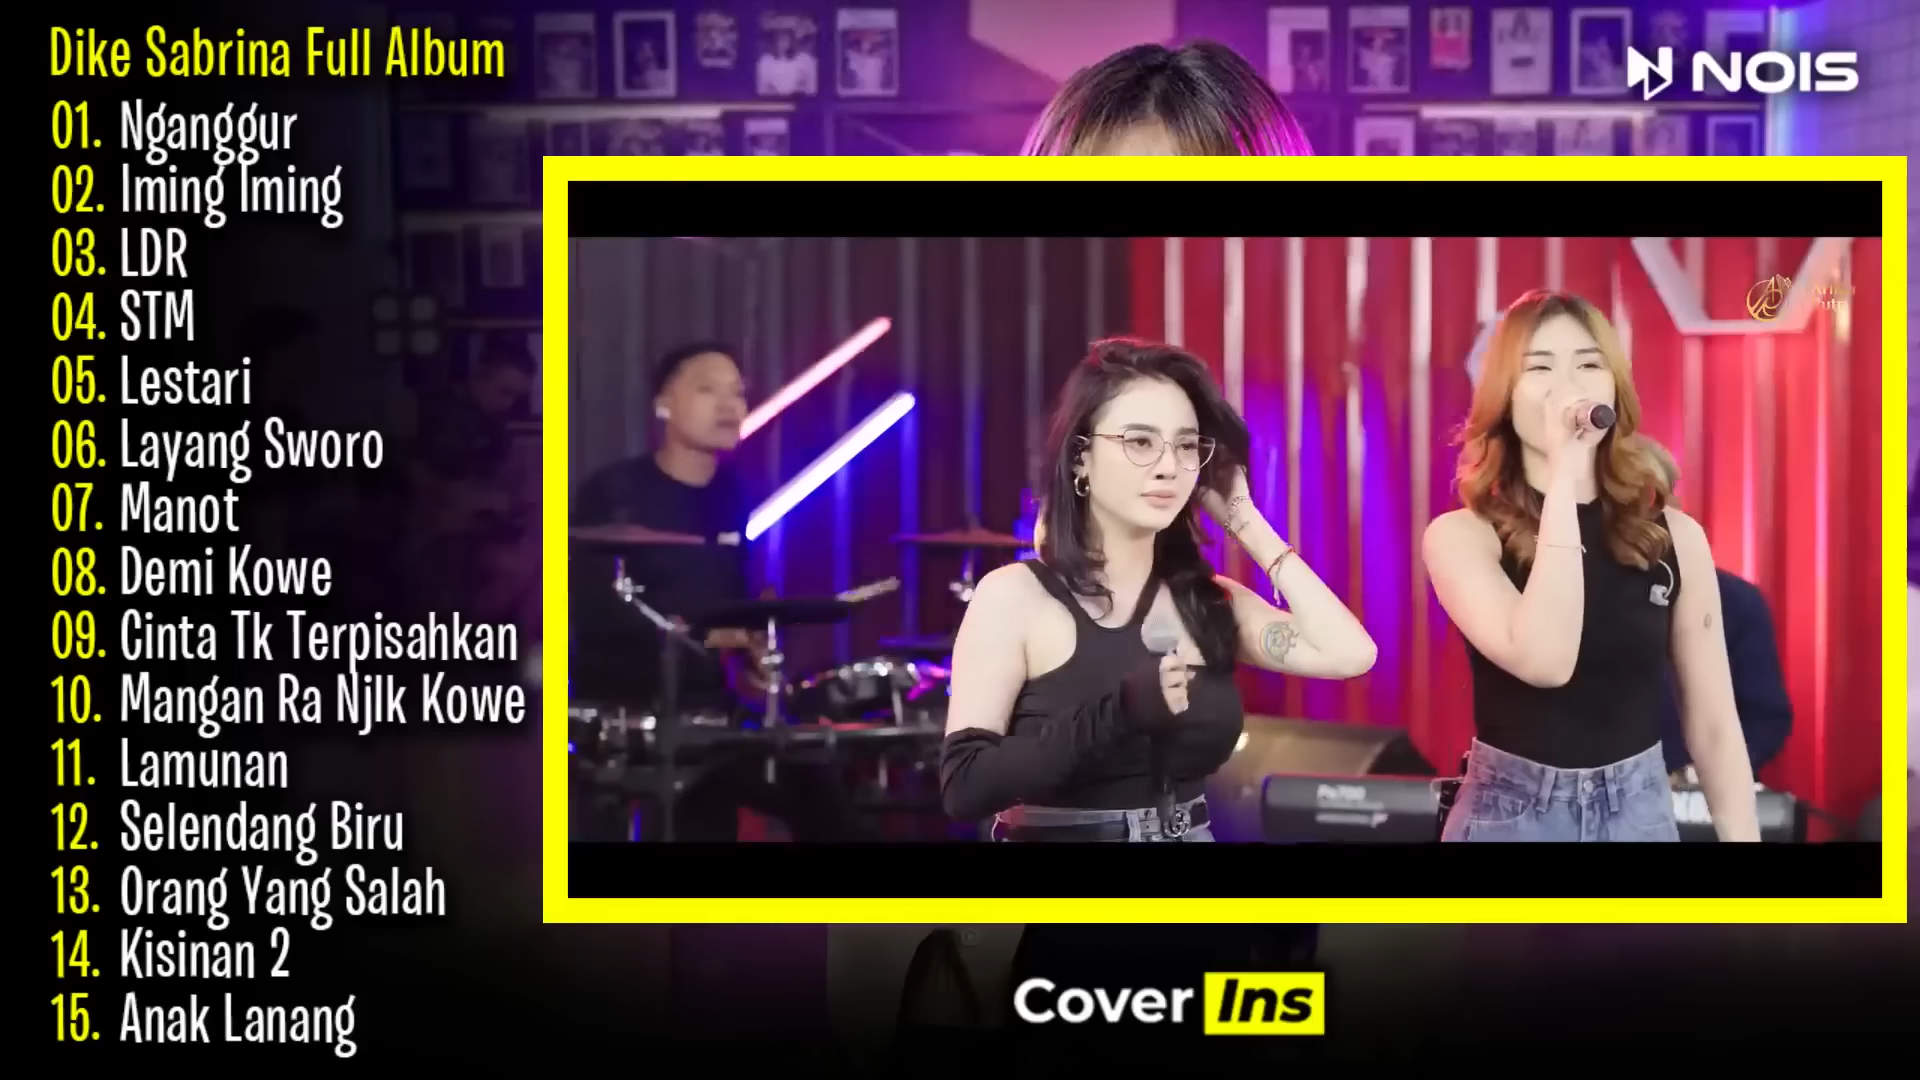 Dike Sabrina Full Album
01. Nganggur
02. Iming Iming
03. LDR
04. STM
05. Lestari
06. Layang Sworo
07. Manot
08. Demi Kowe
09. Cinta Tk Terpisahkan
10. Mangan Ra Njlk Kowe
11. Lamunan
12. Selendang Biru
13. Orang Yang Salah
14. Kisinan 2
15. Anak Lanang
NOIS
Cover Ins